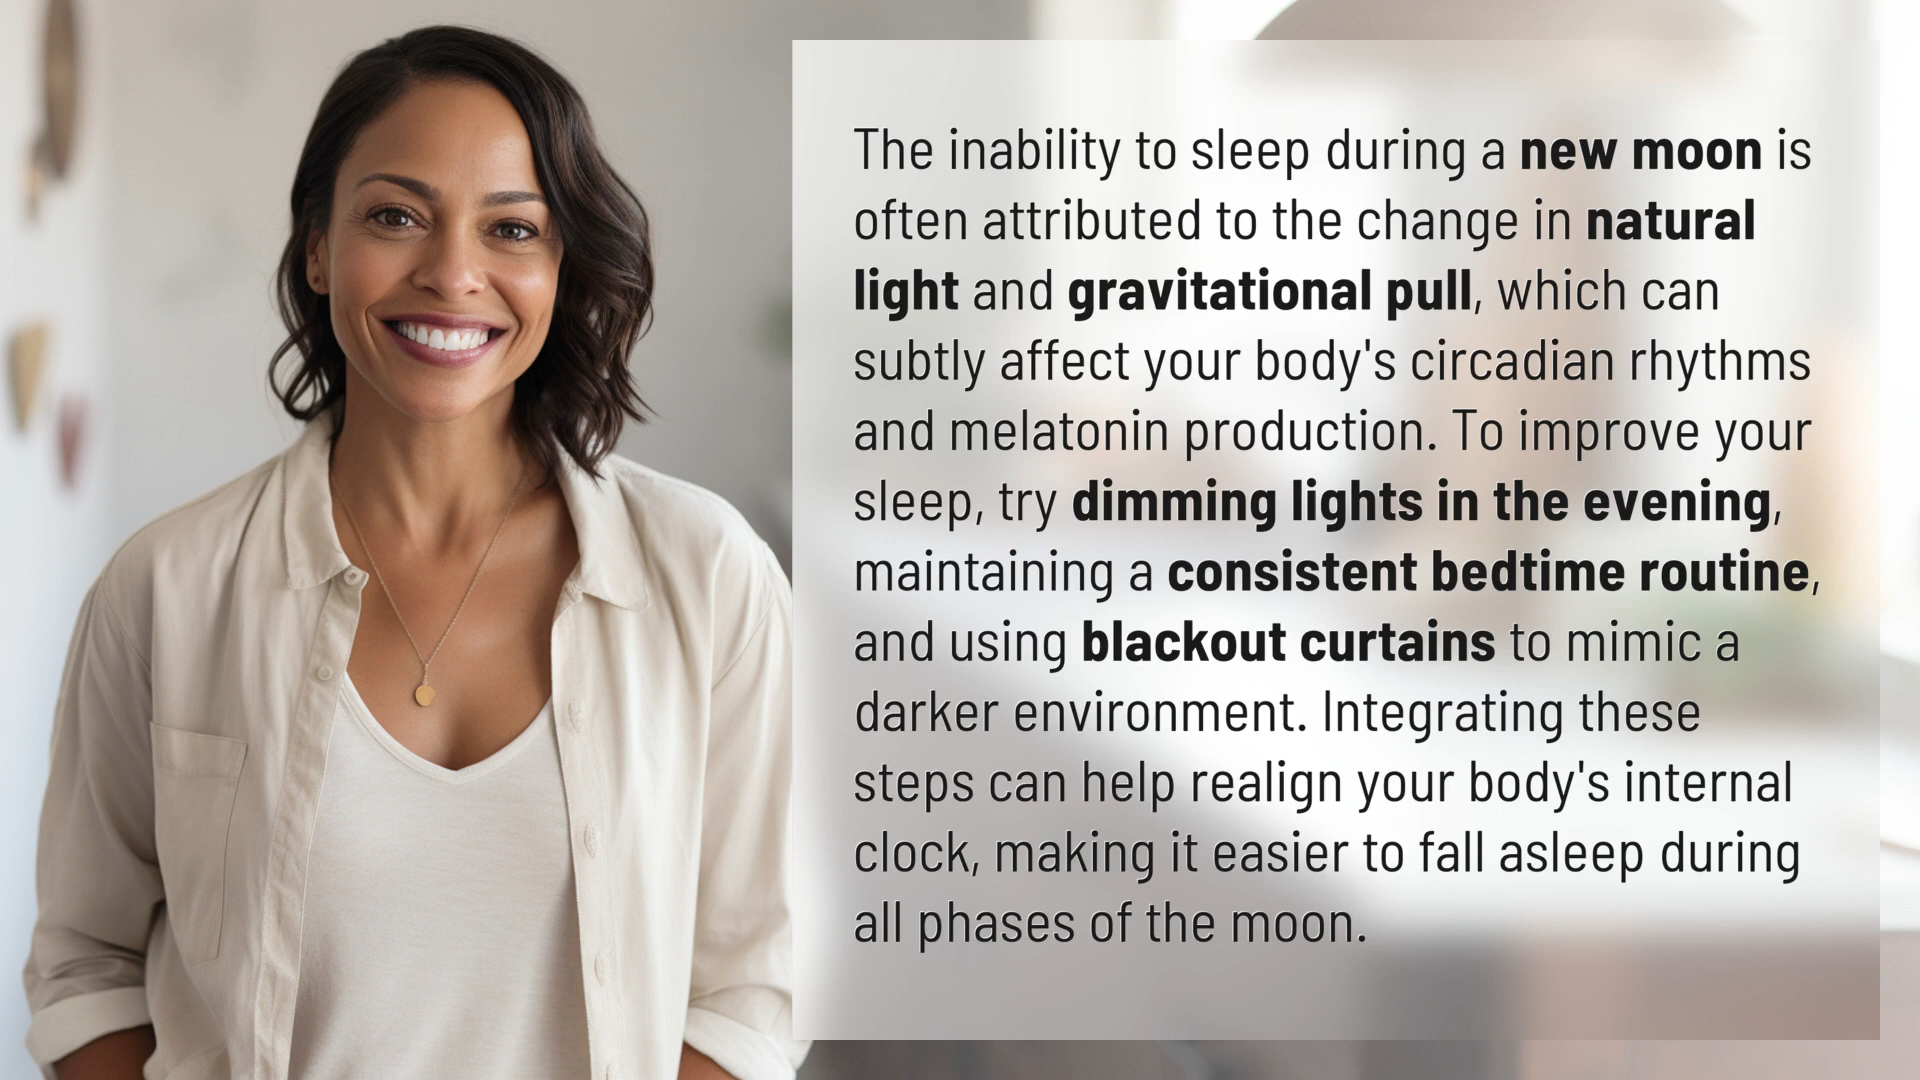 The inability to sleep during a new moon is
often attributed to the change in natural
light and gravitational pull, which can
subtly affect your body's circadian rhythms
and melatonin production. To improve your
sleep, try dimming lights in the evening,
maintaining a consistent bedtime routine,
and using blackout curtains to mimic a
darker environment. Integrating these
steps can help realign your body's internal
clock, making it easier to fall asleep during
all phases of the moon.